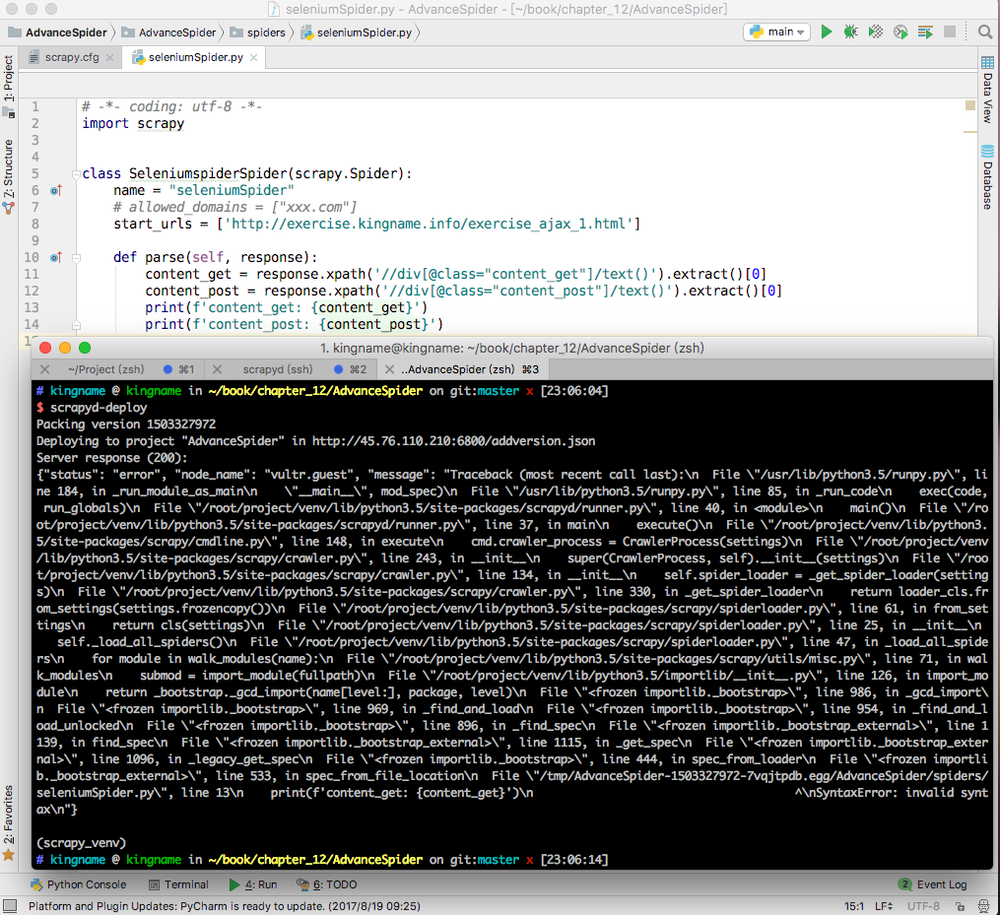 seleniumSpider.py - AdvanceSpider - [~/book/chapter_12/AdvanceSpider]
AdvanceSpider AdvanceSpider spiders seleniumSpider.py main
scrapy.cfg seleniumSpider.py
1: Project
7: Structure
2: Favorites
Data View
Database
1 # -*- coding: utf-8 -*-
2 import scrapy
3
4
5 class SeleniumspiderSpider(scrapy.Spider):
6 name = "seleniumSpider"
7 # allowed_domains = ["xxx.com"]
8 start_urls = ['http://exercise.kingname.info/exercise_ajax_1.html']
9
10 def parse(self, response):
11 content_get = response.xpath('//div[@class="content_get"]/text()').extract()[0]
12 content_post = response.xpath('//div[@class="content_post"]/text()').extract()[0]
13 print(f'content_get: {content_get}')
14 print(f'content_post: {content_post}')
1. kingname@kingname: ~/book/chapter_12/AdvanceSpider (zsh)
~/Project (zsh) ⌘1 scrapyd (ssh) ⌘2 ..AdvanceSpider (zsh) ⌘3
# kingname @ kingname in ~/book/chapter_12/AdvanceSpider on git:master x [23:06:04]
$ scrapyd-deploy
Packing version 1503327972
Deploying to project "AdvanceSpider" in http://45.76.110.210:6800/addversion.json
Server response (200):
{"status": "error", "node_name": "vultr.guest", "message": "Traceback (most recent call last):\n  File \"/usr/lib/python3.5/runpy.py\", li
ne 184, in _run_module_as_main\n    \"__main__\", mod_spec)\n  File \"/usr/lib/python3.5/runpy.py\", line 85, in _run_code\n    exec(code,
 run_globals)\n  File \"/root/project/venv/lib/python3.5/site-packages/scrapyd/runner.py\", line 40, in <module>\n    main()\n  File \"/ro
ot/project/venv/lib/python3.5/site-packages/scrapyd/runner.py\", line 37, in main\n    execute()\n  File \"/root/project/venv/lib/python3.
5/site-packages/scrapy/cmdline.py\", line 148, in execute\n    cmd.crawler_process = CrawlerProcess(settings)\n  File \"/root/project/venv
/lib/python3.5/site-packages/scrapy/crawler.py\", line 243, in __init__\n    super(CrawlerProcess, self).__init__(settings)\n  File \"/roo
t/project/venv/lib/python3.5/site-packages/scrapy/crawler.py\", line 134, in __init__\n    self.spider_loader = _get_spider_loader(setting
s)\n  File \"/root/project/venv/lib/python3.5/site-packages/scrapy/crawler.py\", line 330, in _get_spider_loader\n    return loader_cls.fr
om_settings(settings.frozencopy())\n  File \"/root/project/venv/lib/python3.5/site-packages/scrapy/spiderloader.py\", line 61, in from_set
tings\n    return cls(settings)\n  File \"/root/project/venv/lib/python3.5/site-packages/scrapy/spiderloader.py\", line 25, in __init__\n
   self._load_all_spiders()\n  File \"/root/project/venv/lib/python3.5/site-packages/scrapy/spiderloader.py\", line 47, in _load_all_spide
rs\n    for module in walk_modules(name):\n  File \"/root/project/venv/lib/python3.5/site-packages/scrapy/utils/misc.py\", line 71, in wal
k_modules\n    submod = import_module(fullpath)\n  File \"/root/project/venv/lib/python3.5/importlib/__init__.py\", line 126, in import_mo
dule\n    return _bootstrap._gcd_import(name[level:], package, level)\n  File \"<frozen importlib._bootstrap>\", line 986, in _gcd_import\
n  File \"<frozen importlib._bootstrap>\", line 969, in _find_and_load\n  File \"<frozen importlib._bootstrap>\", line 954, in _find_and_l
oad_unlocked\n  File \"<frozen importlib._bootstrap>\", line 896, in _find_spec\n  File \"<frozen importlib._bootstrap_external>\", line 1
139, in find_spec\n  File \"<frozen importlib._bootstrap_external>\", line 1115, in _get_spec\n  File \"<frozen importlib._bootstrap_exter
nal>\", line 1096, in _legacy_get_spec\n  File \"<frozen importlib._bootstrap>\", line 444, in spec_from_loader\n  File \"<frozen importli
b._bootstrap_external>\", line 533, in spec_from_file_location\n  File \"/tmp/AdvanceSpider-1503327972-7vqjtpdb.egg/AdvanceSpider/spiders/
seleniumSpider.py\", line 13\n    print(f'content_get: {content_get}')\n                                    ^\nSyntaxError: invalid synt
ax\n"}
(scrapy_venv)
# kingname @ kingname in ~/book/chapter_12/AdvanceSpider on git:master x [23:06:14]
Python Console Terminal 4: Run 6: TODO 2 Event Log
Platform and Plugin Updates: PyCharm is ready to update. (2017/8/19 09:25) 15:1 LF UTF-8